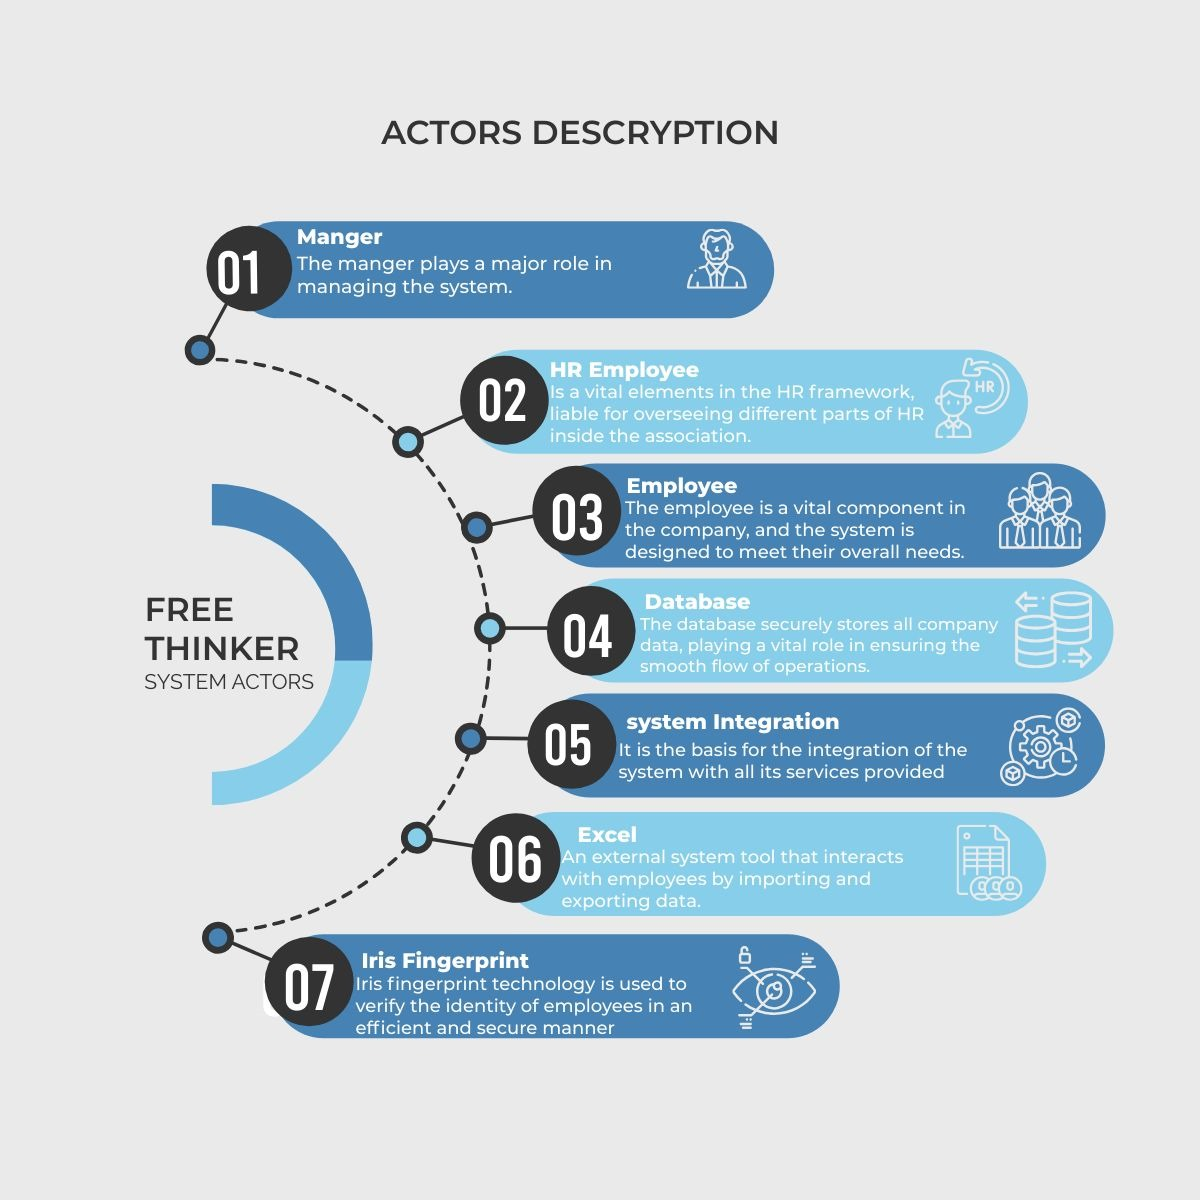 ACTORS DESCRYPTION
01
Manger
The manger plays a major role in
managing the system.
02
HR Employee
Is a vital elements in the HR framework,
liable for overseeing different parts of HR
inside the association.
HR
03
Employee
The employee is a vital component in
the company, and the system is
designed to meet their overall needs.
FREE
THINKER
SYSTEM ACTORS
04
Database
The database securely stores all company
data, playing a vital role in ensuring the
smooth flow of operations.
05
system Integration
It is the basis for the integration of the
system with all its services provided
06
Excel
An external system tool that interacts
with employees by importing and
exporting data.
07
Iris Fingerprint
Iris fingerprint technology is used to
verify the identity of employees in an
efficient and secure manner